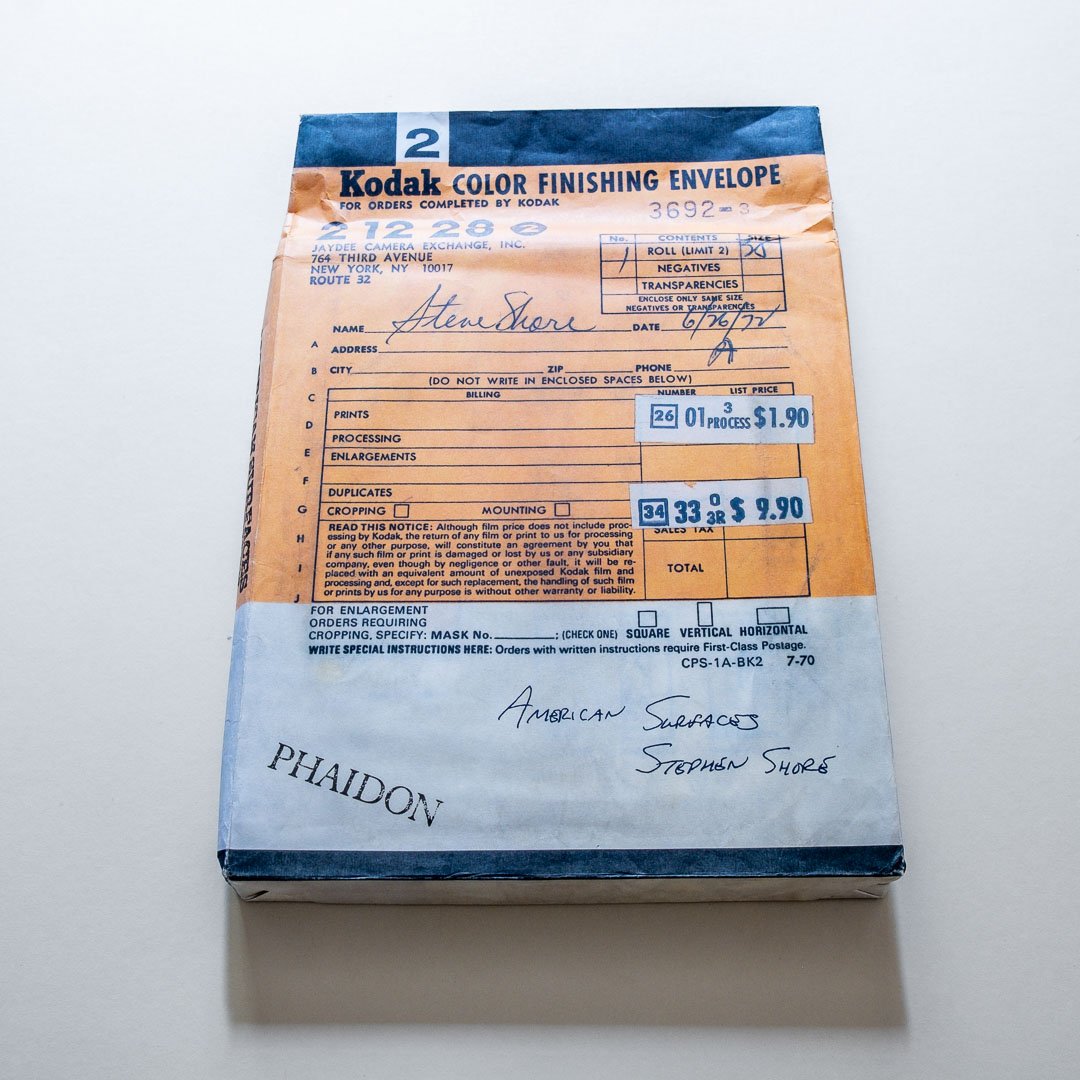 2
Kodak COLOR FINISHING ENVELOPE
FOR ORDERS COMPLETED BY KODAK
3692-3
2 12 28 2
JAYDEE CAMERA EXCHANGE, INC.
764 THIRD AVENUE
NEW YORK, NY 10017
ROUTE 32
No. CONTENTS SIZE
1 ROLL (LIMIT 2) 35
NEGATIVES
TRANSPARENCIES
ENCLOSE ONLY SAME SIZE
NEGATIVES OR TRANSPARENCIES
NAME Steve Shore DATE 6/26/72
A
ADDRESS A
B
CITY ZIP PHONE
(DO NOT WRITE IN ENCLOSED SPACES BELOW)
C
BILLING NUMBER LIST PRICE
PRINTS
26 01 3 PROCESS $1.90
D
PROCESSING
E
ENLARGEMENTS
F
DUPLICATES
34 33 0 3R $ 9.90
G
CROPPING MOUNTING
SALES TAX
H
I
J
READ THIS NOTICE: Although film price does not include proc-
essing by Kodak, the return of any film or print to us for processing
or any other purpose, will constitute an agreement by you that
if any such film or print is damaged or lost by us or any subsidiary
company, even though by negligence or other fault, it will be re-
placed with an equivalent amount of unexposed Kodak film and
processing and, except for such replacement, the handling of such film
or prints by us for any purpose is without other warranty or liability.
TOTAL
FOR ENLARGEMENT
ORDERS REQUIRING
CROPPING, SPECIFY: MASK No. ; (CHECK ONE) SQUARE VERTICAL HORIZONTAL
WRITE SPECIAL INSTRUCTIONS HERE: Orders with written instructions require First-Class Postage.
CPS-1A-BK2 7-70
AMERICAN SURFACES
STEPHEN SHORE
PHAIDON